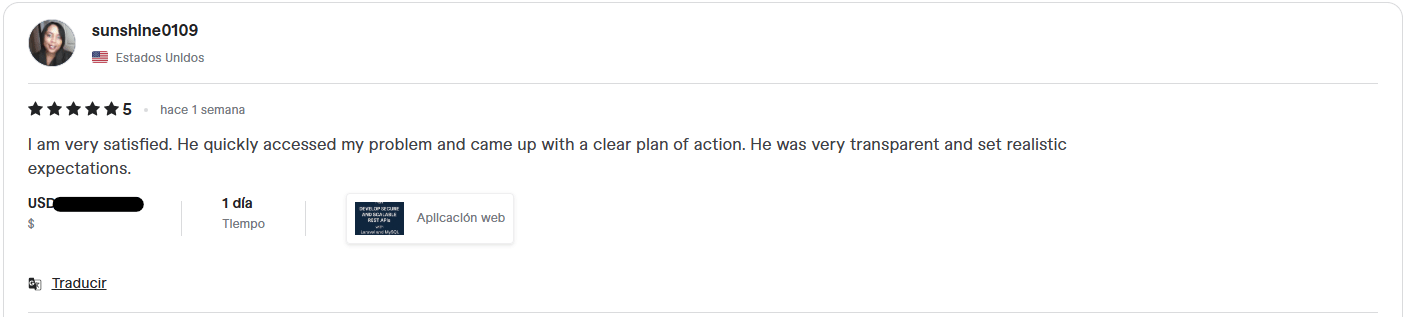 sunshine0109
Estados Unidos
5 • hace 1 semana
I am very satisfied. He quickly accessed my problem and came up with a clear plan of action. He was very transparent and set realistic
expectations.
USD
$
1 día
Tiempo
DEVELOP SECURE
AND SCALABLE
REST APIs
with
Laravel and MySQL
Aplicación web
Traducir